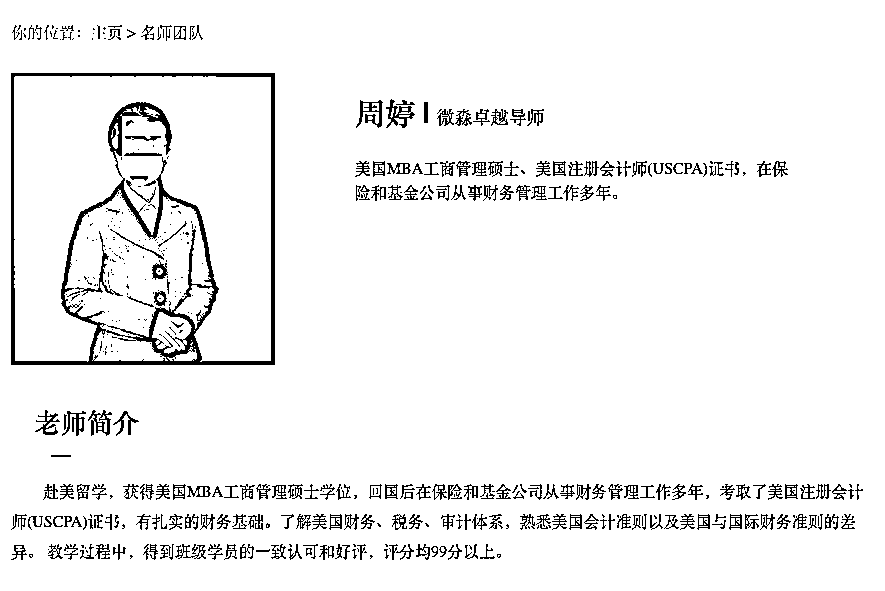 你的位置：主页 > 名师团队
周婷 | 微淼卓越导师
美国MBA工商管理硕士、美国注册会计师(USCPA)证书，在保
险和基金公司从事财务管理工作多年。
老师简介
赴美留学，获得美国MBA工商管理硕士学位，回国后在保险和基金公司从事财务管理工作多年，考取了美国注册会计
师(USCPA)证书，有扎实的财务基础。了解美国财务、税务、审计体系，熟悉美国会计准则以及美国与国际财务准则的差
异。 教学过程中，得到班级学员的一致认可和好评，评分均99分以上。